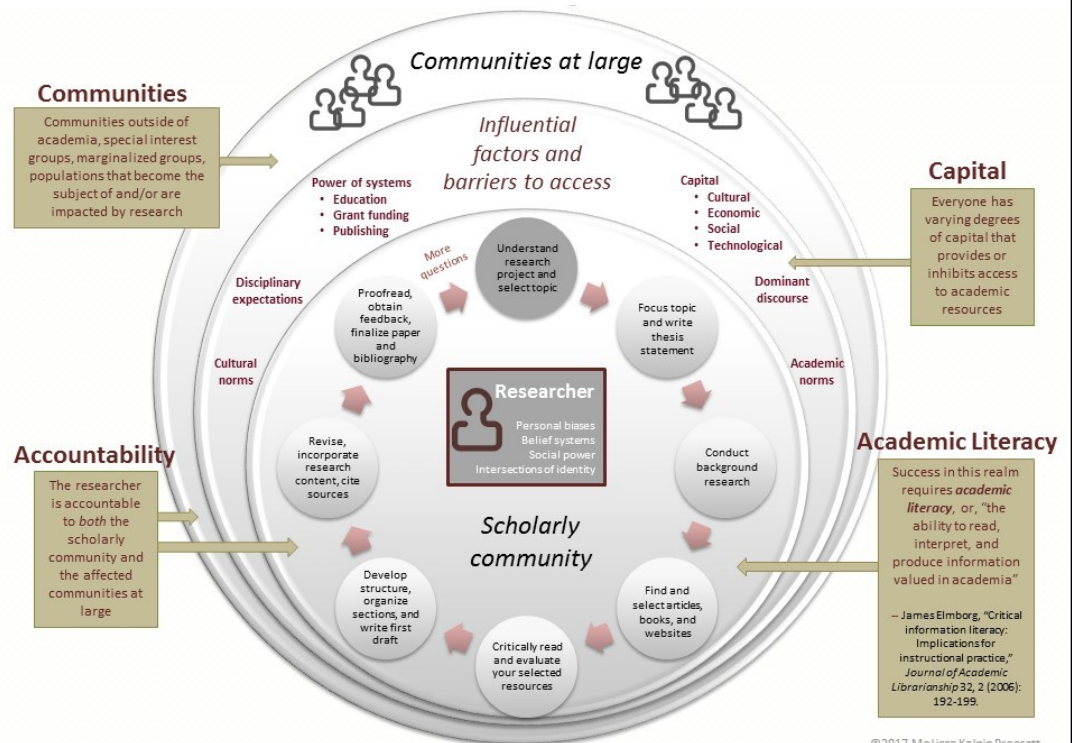 Communities at large
Communities
Communities outside of
academia, special interest
groups, marginalized groups,
populations that become the
subject of and/or are
impacted by research
Influential
factors and
barriers to access
Power of systems
• Education
• Grant funding
• Publishing
Capital
• Cultural
• Economic
• Social
• Technological
Capital
Everyone has
varying degrees
of capital that
provides or
inhibits access
to academic
resources
Disciplinary
expectations
Dominant
discourse
Cultural
norms
Academic
norms
More
questions
Understand
research
project and
select topic
Focus topic
and write
thesis
statement
Conduct
background
research
Find and
select articles,
books, and
websites
Critically read
and evaluate
your selected
resources
Develop
structure,
organize
sections, and
write first
draft
Revise,
incorporate
research
content, cite
sources
Proofread,
obtain
feedback,
finalize paper
and
bibliography
Researcher
Personal biases
Belief systems
Social power
Intersections of identity
Scholarly
community
Accountability
The researcher
is accountable
to both the
scholarly
community and
the affected
communities at
large
Academic Literacy
Success in this realm
requires academic
literacy, or, “the
ability to read,
interpret, and
produce information
valued in academia”
-- James Elmborg, “Critical
information literacy:
Implications for
instructional practice,”
Journal of Academic
Librarianship 32, 2 (2006):
192-199.
©2017